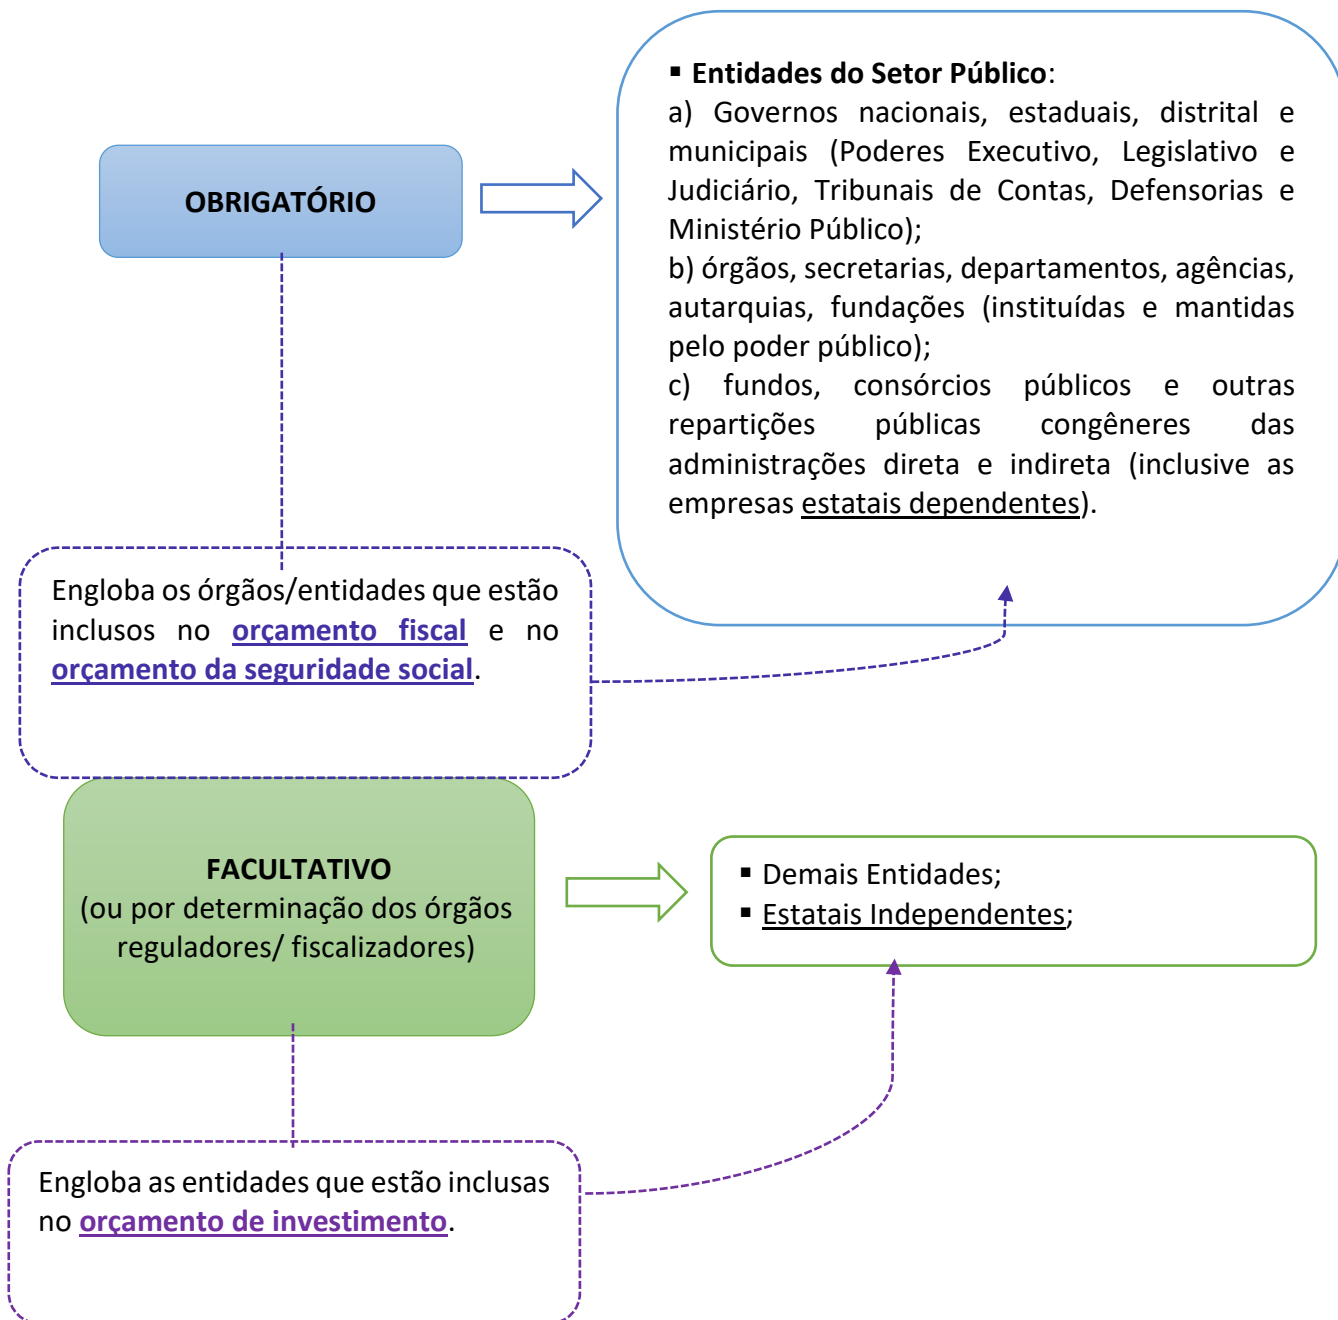 OBRIGATÓRIO
▪ Entidades do Setor Público:
a) Governos nacionais, estaduais, distrital e
municipais (Poderes Executivo, Legislativo e
Judiciário, Tribunais de Contas, Defensorias e
Ministério Público);
b) órgãos, secretarias, departamentos, agências,
autarquias, fundações (instituídas e mantidas
pelo poder público);
c) fundos, consórcios públicos e outras
repartições públicas congêneres das
administrações direta e indireta (inclusive as
empresas estatais dependentes).
Engloba os órgãos/entidades que estão
inclusos no orçamento fiscal e no
orçamento da seguridade social.
FACULTATIVO
(ou por determinação dos órgãos
reguladores/ fiscalizadores)
▪ Demais Entidades;
▪ Estatais Independentes;
Engloba as entidades que estão inclusas
no orçamento de investimento.